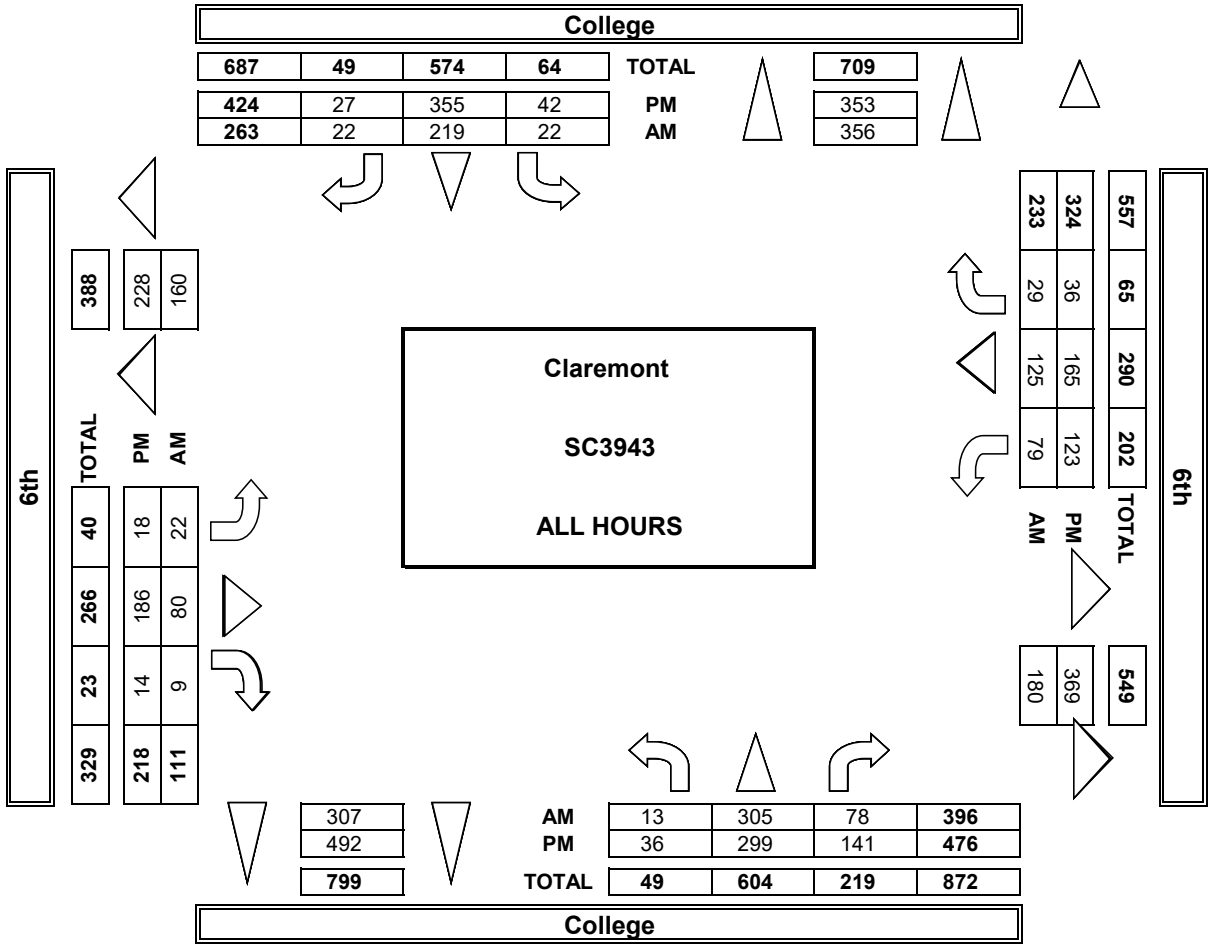 College
687 49 574 64 TOTAL 709
424 27 355 42 PM 353
263 22 219 22 AM 356
6th
388
228
160
TOTAL 40 266 23 329
PM 18 186 14 218
AM 22 80 9 111
Claremont
SC3943
ALL HOURS
557 65 290 202 TOTAL 549
324 36 165 123 PM 369
233 29 125 79 AM 180
6th
307 AM 13 305 78 396
492 PM 36 299 141 476
799 TOTAL 49 604 219 872
College